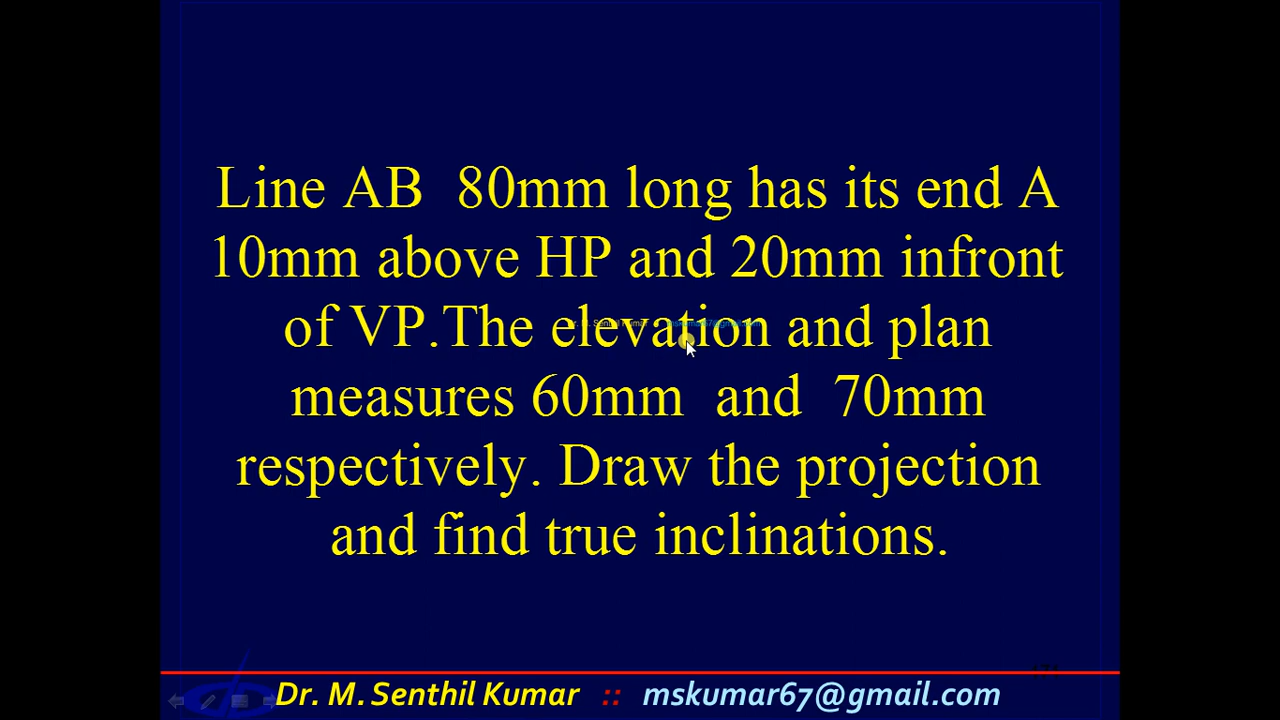 Line AB 80mm long has its end A
10mm above HP and 20mm infront
of VP.The elevation and plan
measures 60mm and 70mm
respectively. Draw the projection
and find true inclinations.
Dr. M. Senthil Kumar :: mskumar67@gmail.com